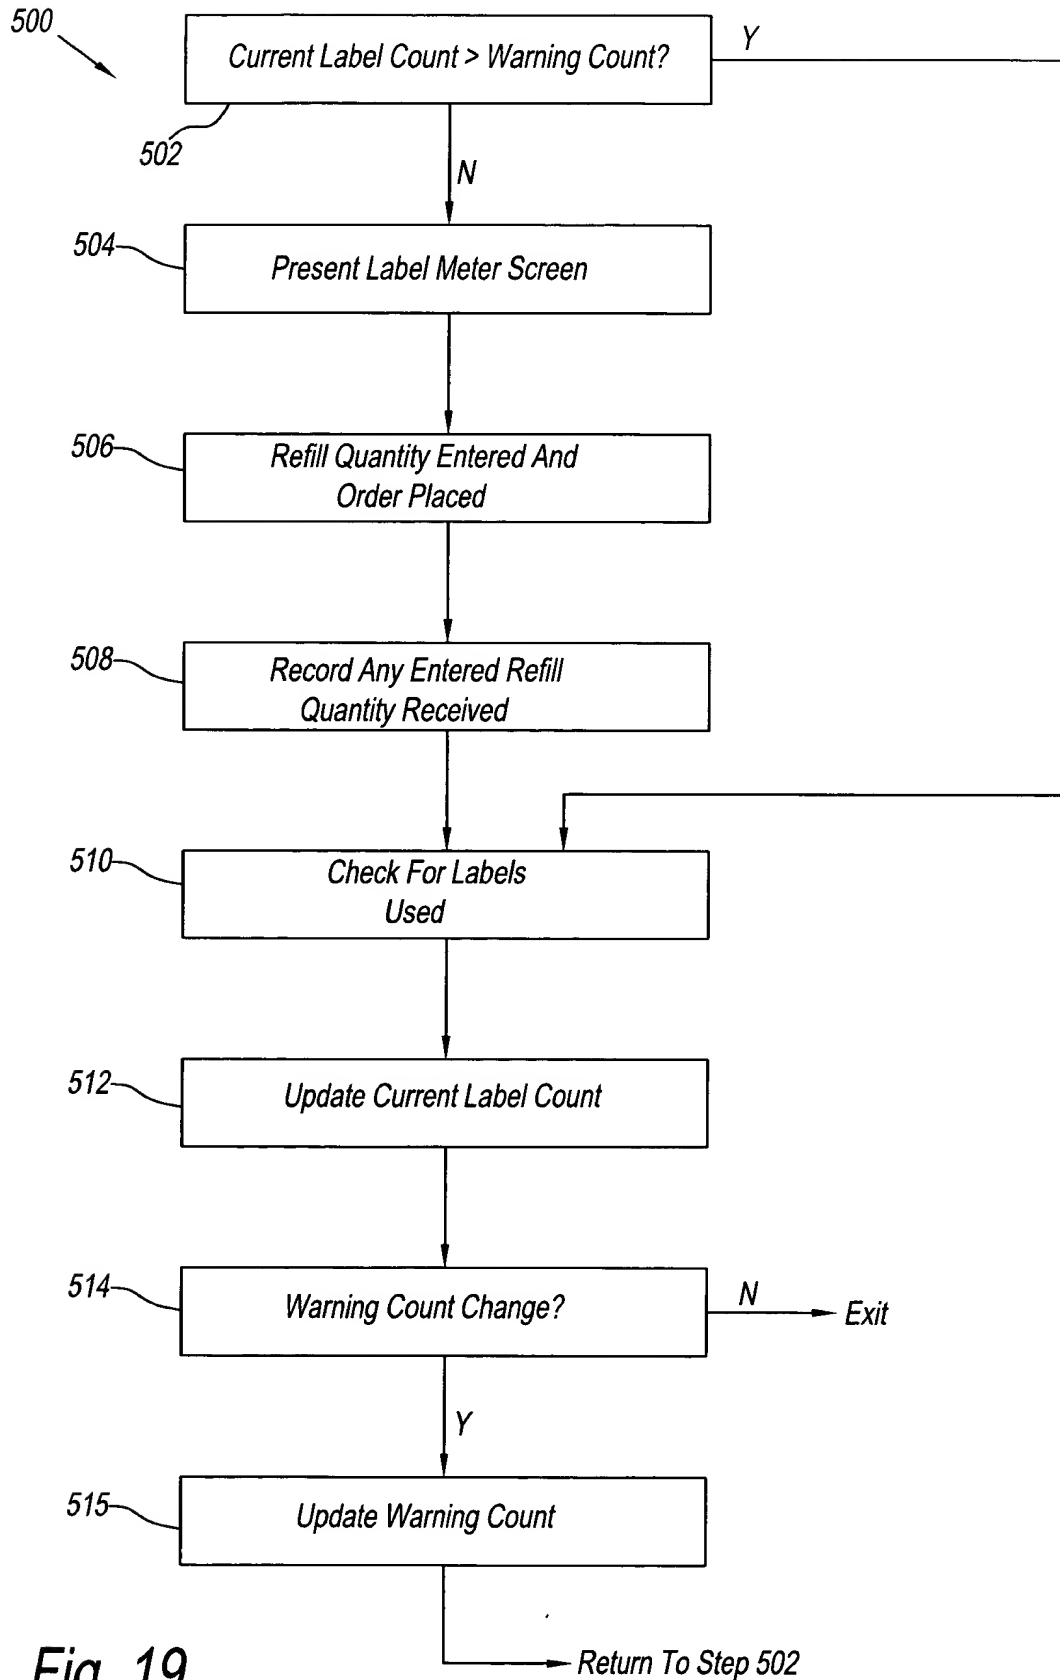 500
Current Label Count > Warning Count?
Y
502
N
504
Present Label Meter Screen
506
Refill Quantity Entered And
Order Placed
508
Record Any Entered Refill
Quantity Received
510
Check For Labels
Used
512
Update Current Label Count
514
Warning Count Change?
N
Exit
Y
515
Update Warning Count
Return To Step 502
Fig. 19